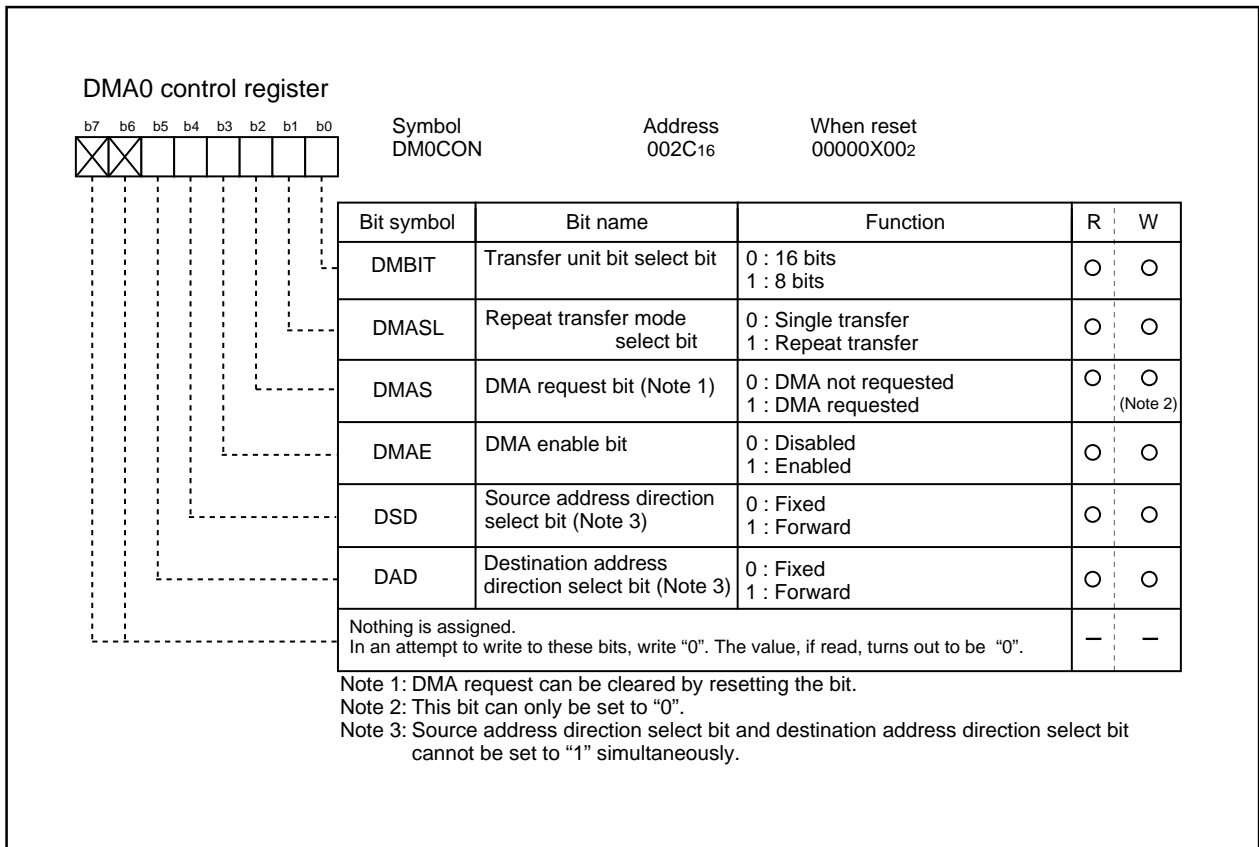 DMA0 control register
b7 b6 b5 b4 b3 b2 b1 b0
Symbol Address When reset
DM0CON 002C16 00000X002
Bit symbol Bit name Function R W
DMBIT Transfer unit bit select bit 0 : 16 bits
1 : 8 bits
DMASL Repeat transfer mode
select bit 0 : Single transfer
1 : Repeat transfer
DMAS DMA request bit (Note 1) 0 : DMA not requested
1 : DMA requested (Note 2)
DMAE DMA enable bit 0 : Disabled
1 : Enabled
DSD Source address direction
select bit (Note 3) 0 : Fixed
1 : Forward
DAD Destination address
direction select bit (Note 3) 0 : Fixed
1 : Forward
Nothing is assigned.
In an attempt to write to these bits, write “0”. The value, if read, turns out to be “0”. – –
Note 1: DMA request can be cleared by resetting the bit.
Note 2: This bit can only be set to “0”.
Note 3: Source address direction select bit and destination address direction select bit
cannot be set to “1” simultaneously.